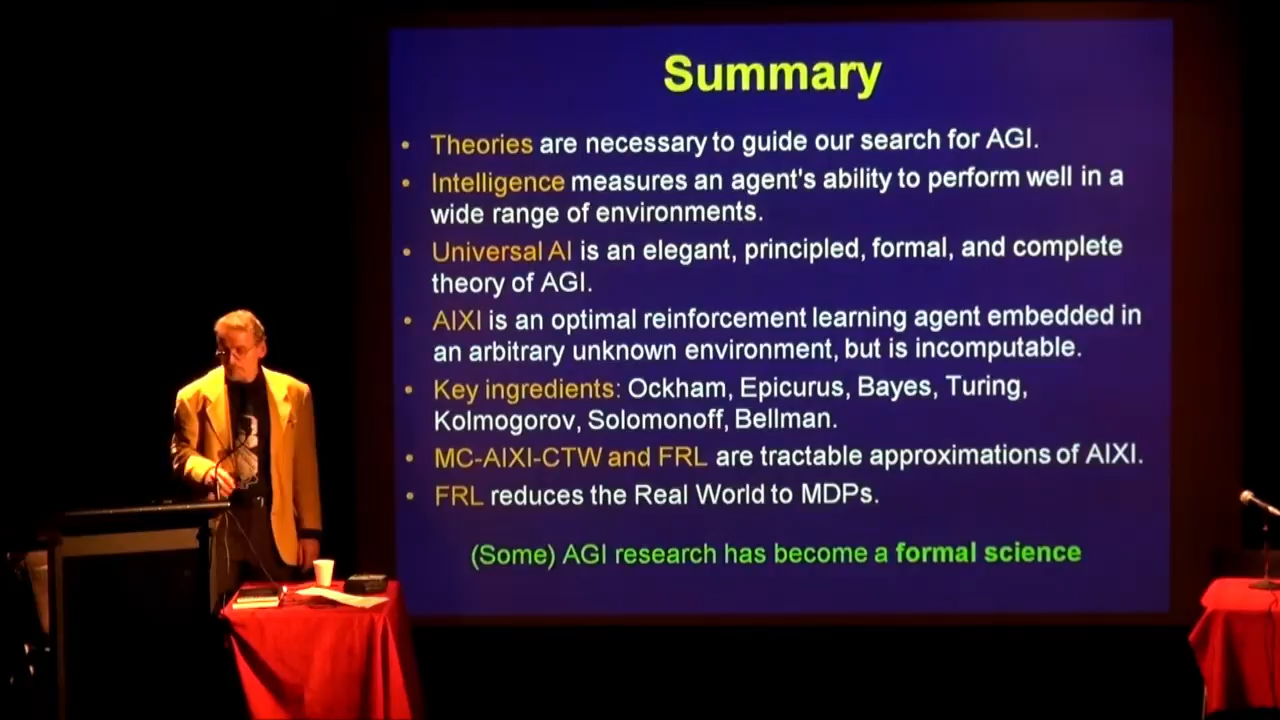 Summary
• Theories are necessary to guide our search for AGI.
• Intelligence measures an agent's ability to perform well in a
wide range of environments.
• Universal AI is an elegant, principled, formal, and complete
theory of AGI.
• AIXI is an optimal reinforcement learning agent embedded in
an arbitrary unknown environment, but is incomputable.
• Key ingredients: Ockham, Epicurus, Bayes, Turing,
Kolmogorov, Solomonoff, Bellman.
• MC-AIXI-CTW and FRL are tractable approximations of AIXI.
• FRL reduces the Real World to MDPs.
(Some) AGI research has become a formal science